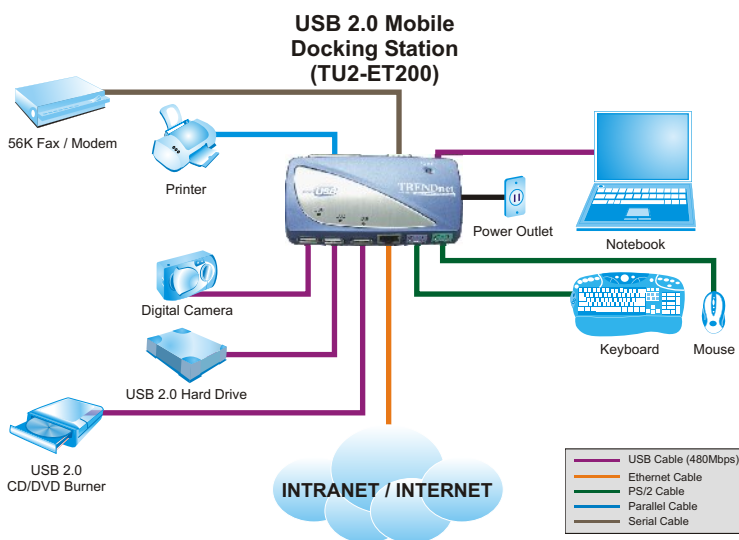 USB 2.0 Mobile
Docking Station
(TU2-ET200)
56K Fax / Modem
Printer
TRENDnet
Power Outlet
Notebook
Digital Camera
Keyboard
Mouse
USB 2.0 Hard Drive
USB 2.0
CD/DVD Burner
INTRANET / INTERNET
USB Cable (480Mbps)
Ethernet Cable
PS/2 Cable
Parallel Cable
Serial Cable